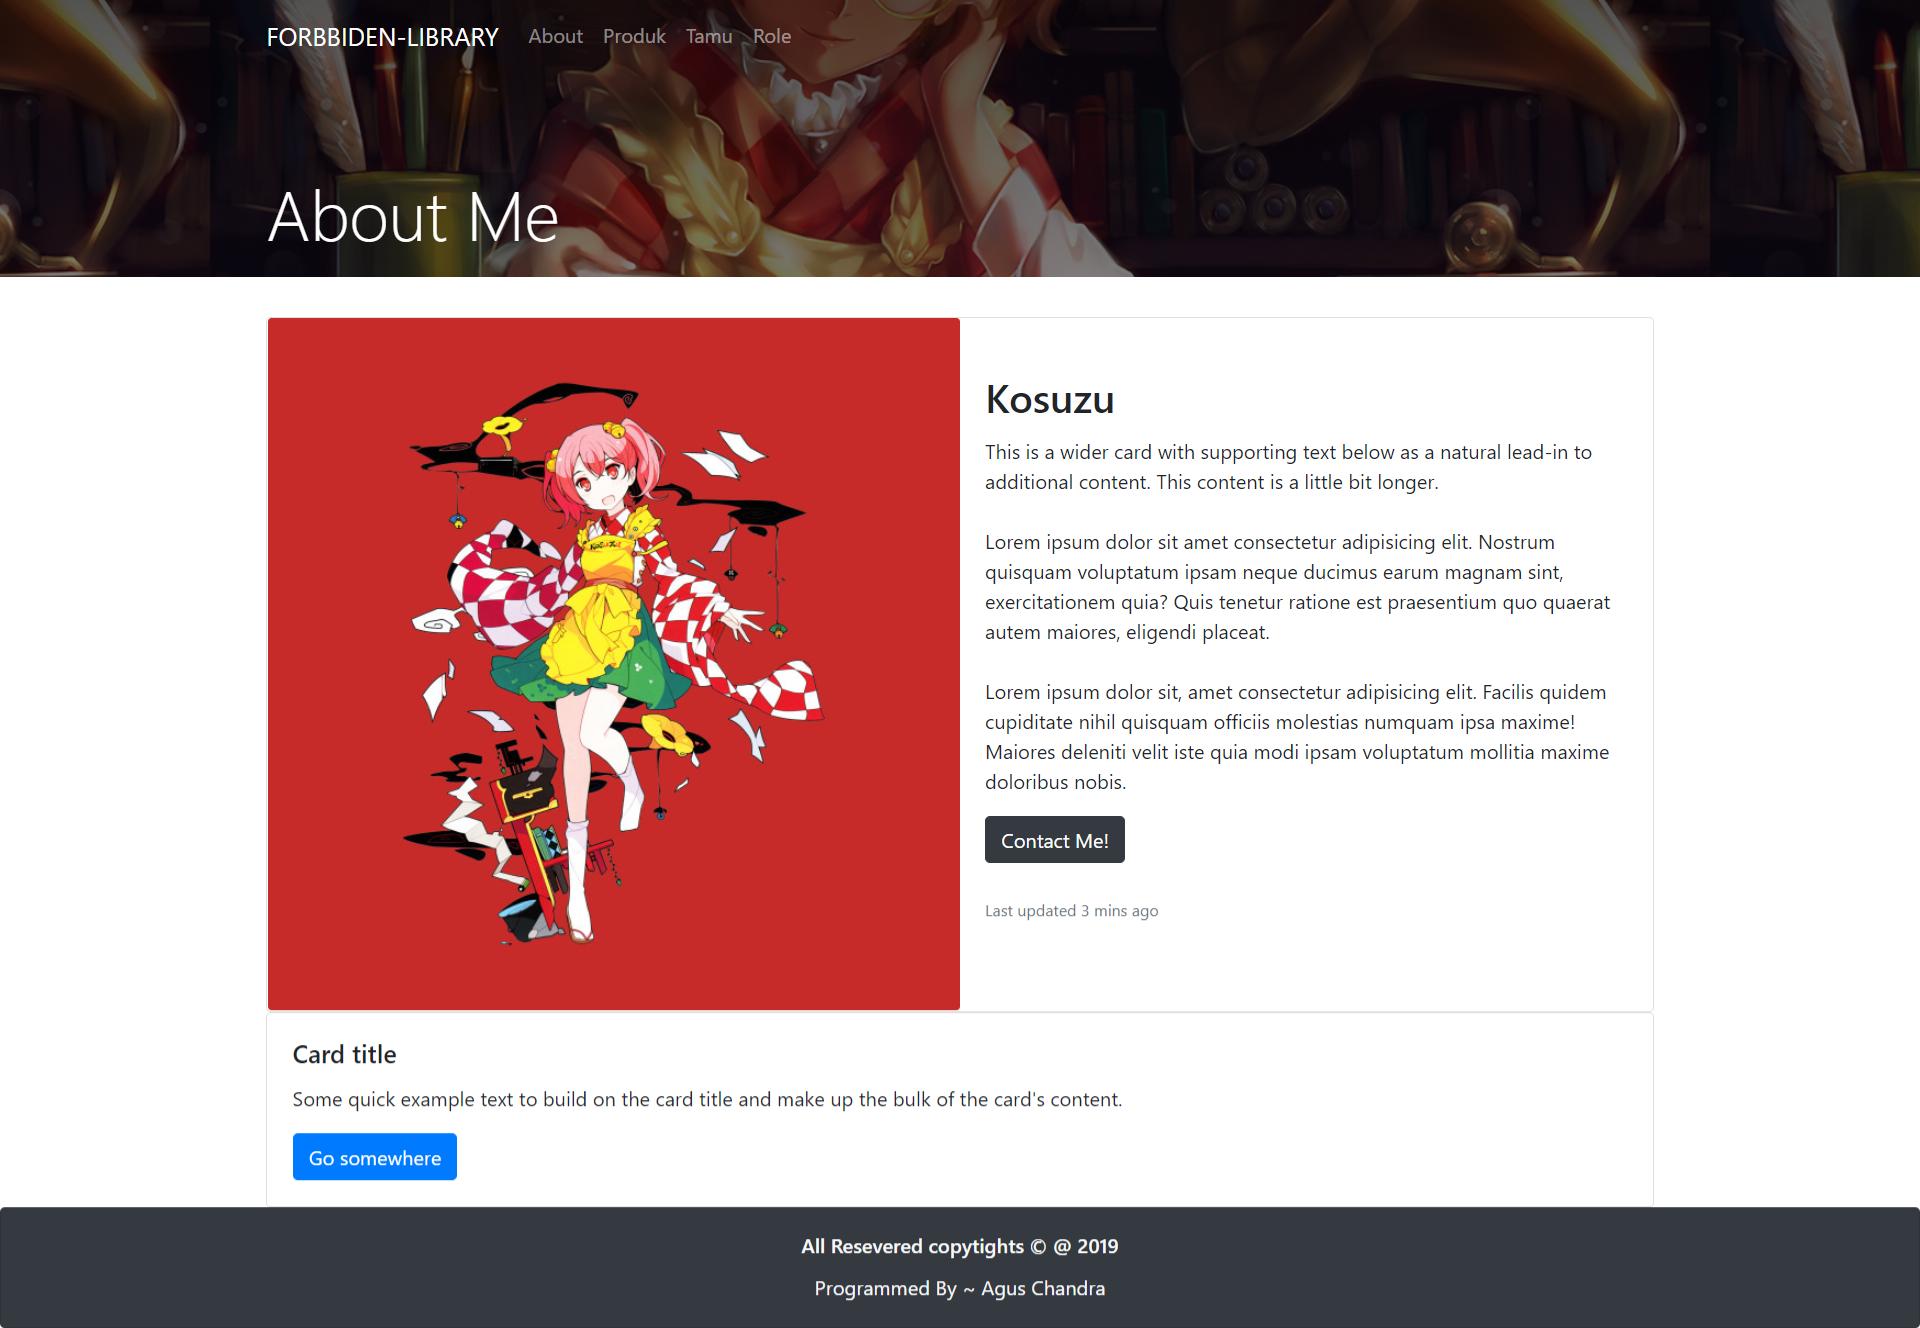 FORBBIDEN-LIBRARY About Produk Tamu Role
About Me
Kosuzu
This is a wider card with supporting text below as a natural lead-in to
additional content. This content is a little bit longer.
Lorem ipsum dolor sit amet consectetur adipisicing elit. Nostrum
quisquam voluptatum ipsam neque ducimus earum magnam sint,
exercitationem quia? Quis tenetur ratione est praesentium quo quaerat
autem maiores, eligendi placeat.
Lorem ipsum dolor sit, amet consectetur adipisicing elit. Facilis quidem
cupiditate nihil quisquam officiis molestias numquam ipsa maxime!
Maiores deleniti velit iste quia modi ipsam voluptatum mollitia maxime
doloribus nobis.
Contact Me!
Last updated 3 mins ago
Card title
Some quick example text to build on the card title and make up the bulk of the card's content.
Go somewhere
All Resevered copytights © @ 2019
Programmed By ~ Agus Chandra